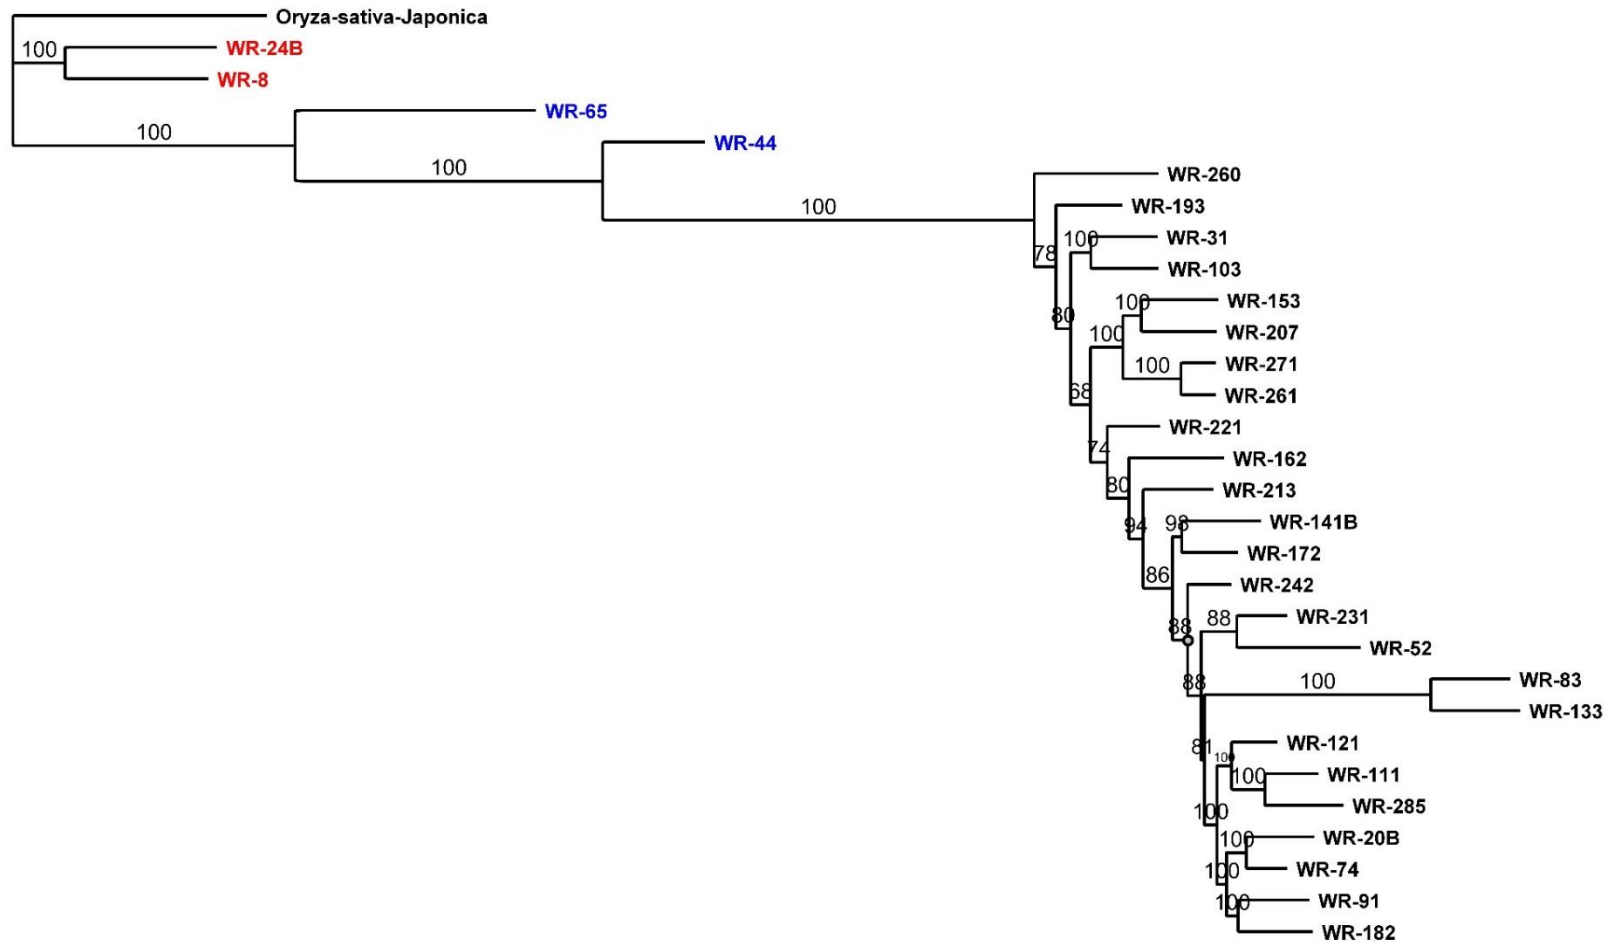 Oryza-sativa-Japonica
100
WR-24B
WR-8
WR-65
100
WR-44
100
WR-260
100
WR-193
100
WR-31
78
WR-103
100
WR-153
80
100
WR-207
100
WR-271
68
WR-261
WR-221
74
WR-162
80
WR-213
94
98
WR-141B
WR-172
86
WR-242
88
88
WR-231
WR-52
88
100
WR-83
WR-133
81
WR-121
100
100
WR-111
WR-285
100
100
WR-20B
100
WR-74
100
WR-91
WR-182